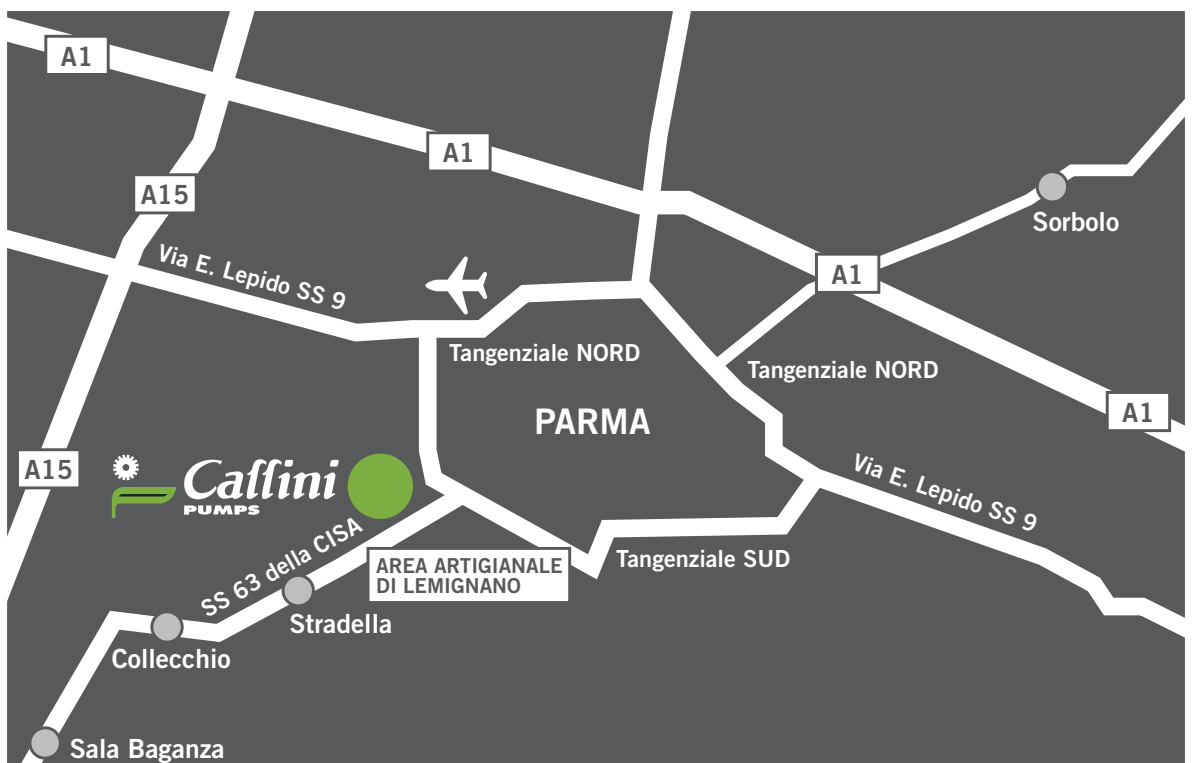 A1
A1
A15
Sorbolo
Via E. Lepido SS 9
A1
Tangenziale NORD
Tangenziale NORD
PARMA
A1
A15
Caffini
PUMPS
Via E. Lepido SS 9
SS 63 della CISA
AREA ARTIGIANALE
DI LEMIGNANO
Tangenziale SUD
Stradella
Collecchio
Sala Baganza